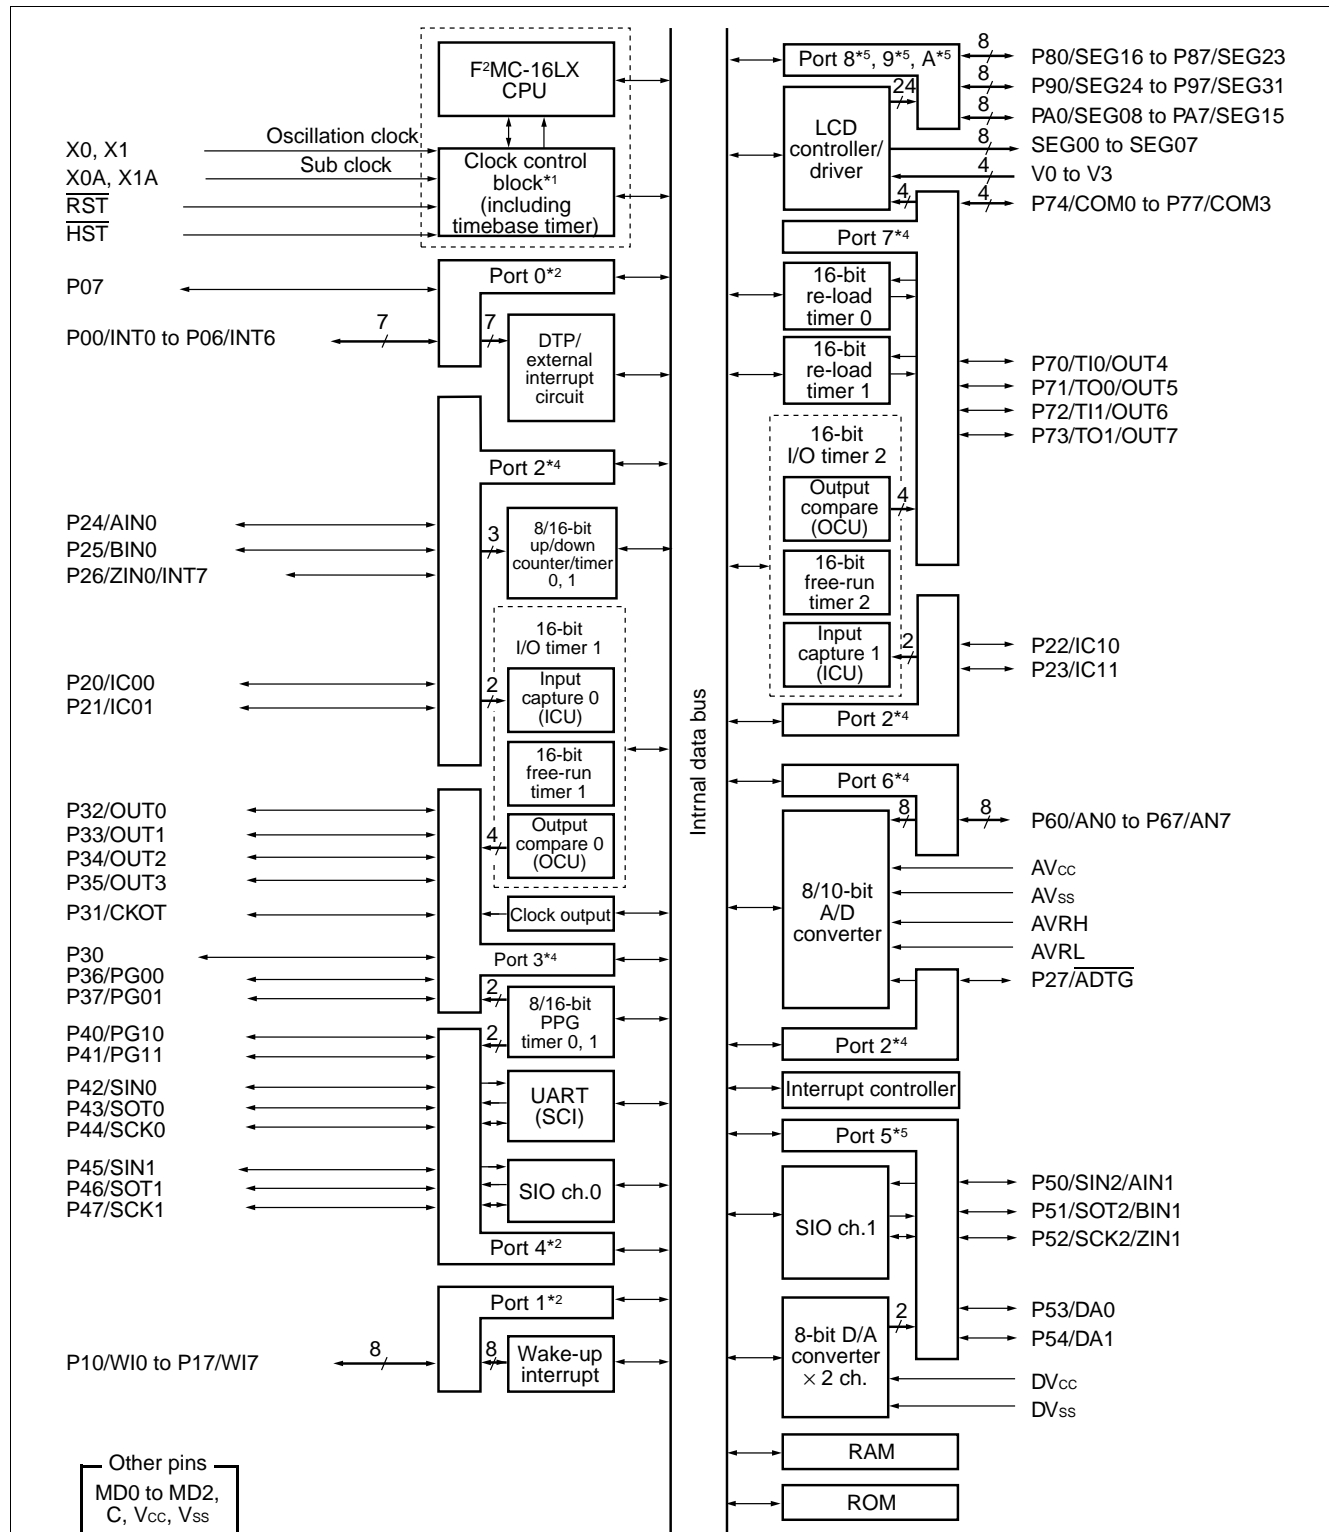 F²MC-16LX
CPU
Oscillation clock
X0, X1
Sub clock
X0A, X1A
RST
HST
Clock control
block*1
(including
timebase timer)
Port 0*2
P07
7
P00/INT0 to P06/INT6
7
DTP/
external
interrupt
circuit
Port 2*4
P24/AIN0
P25/BIN0
P26/ZIN0/INT7
3
8/16-bit
up/down
counter/timer
0, 1
16-bit
I/O timer 1
P20/IC00
P21/IC01
2
Input
capture 0
(ICU)
16-bit
free-run
timer 1
P32/OUT0
P33/OUT1
P34/OUT2
P35/OUT3
4
Output
compare 0
(OCU)
P31/CKOT
Clock output
P30
Port 3*4
P36/PG00
P37/PG01
2
8/16-bit
PPG
timer 0, 1
2
P40/PG10
P41/PG11
P42/SIN0
P43/SOT0
P44/SCK0
UART
(SCI)
P45/SIN1
P46/SOT1
P47/SCK1
SIO ch.0
Port 4*2
Port 1*2
P10/WI0 to P17/WI7
8
8
Wake-up
interrupt
Other pins
MD0 to MD2,
C, VCC, VSS
Intrnal data bus
Port 8*5, 9*5, A*5
8
P80/SEG16 to P87/SEG23
8
P90/SEG24 to P97/SEG31
24
8
PA0/SEG08 to PA7/SEG15
LCD
controller/
driver
8
SEG00 to SEG07
4
V0 to V3
4
4
P74/COM0 to P77/COM3
Port 7*4
16-bit
re-load
timer 0
16-bit
re-load
timer 1
P70/TI0/OUT4
P71/TO0/OUT5
P72/TI1/OUT6
P73/TO1/OUT7
16-bit
I/O timer 2
Output
compare 1
(OCU)
4
16-bit
free-run
timer 2
Input
capture 1
(ICU)
2
P22/IC10
P23/IC11
Port 2*4
Port 6*4
8
8
P60/AN0 to P67/AN7
8/10-bit
A/D
converter
AVCC
AVSS
AVRH
AVRL
P27/ADTG
Port 2*4
Interrupt controller
Port 5*5
SIO ch.1
P50/SIN2/AIN1
P51/SOT2/BIN1
P52/SCK2/ZIN1
8-bit D/A
converter
× 2 ch.
2
P53/DA0
P54/DA1
DVCC
DVSS
RAM
ROM